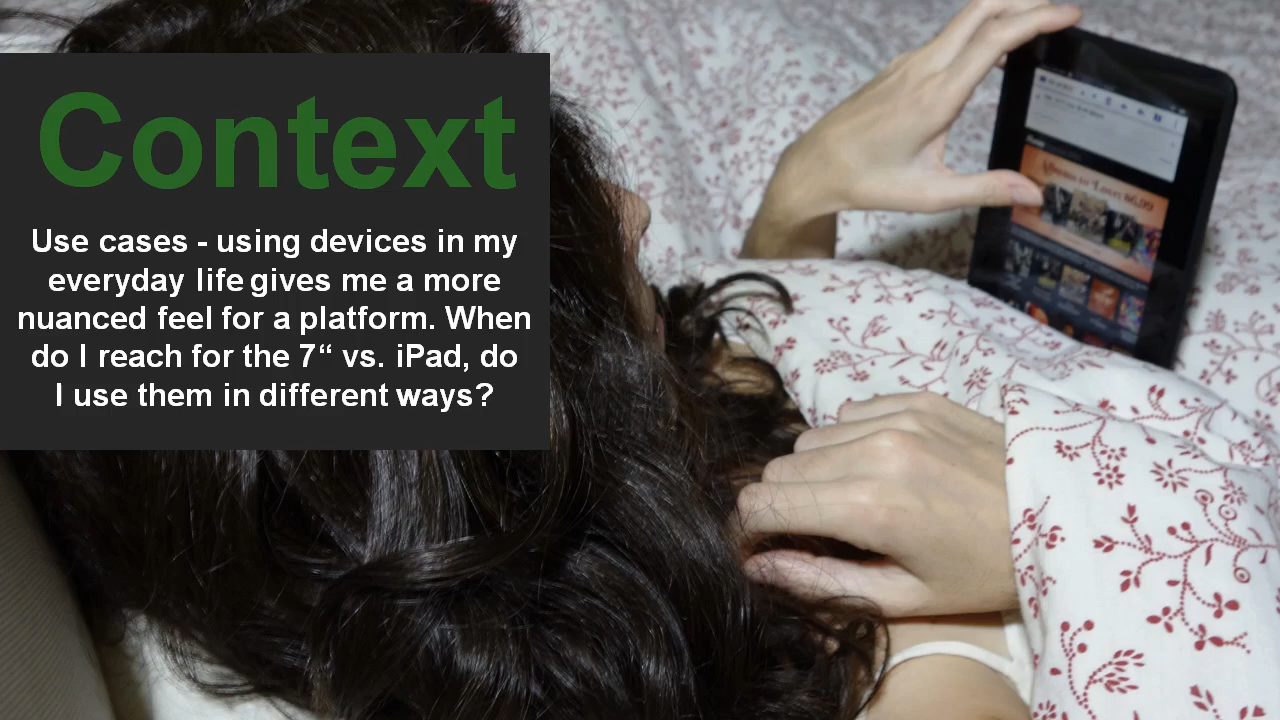 Context
Use cases - using devices in my
everyday life gives me a more
nuanced feel for a platform. When
do I reach for the 7“ vs. iPad, do
I use them in different ways?